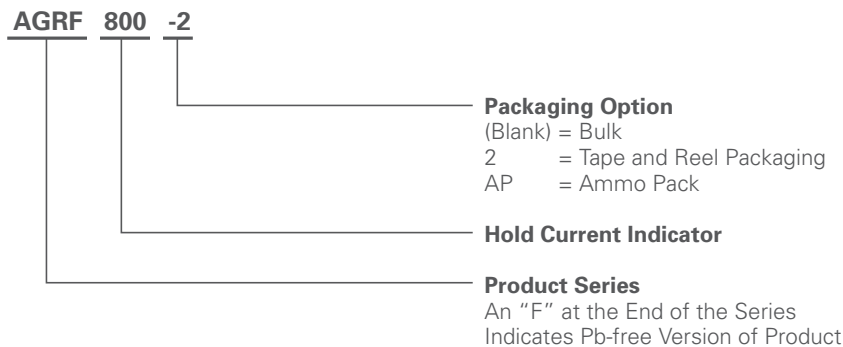 AGRF 800 -2
Packaging Option
(Blank) = Bulk
2 = Tape and Reel Packaging
AP = Ammo Pack
Hold Current Indicator
Product Series
An “F” at the End of the Series
Indicates Pb-free Version of Product